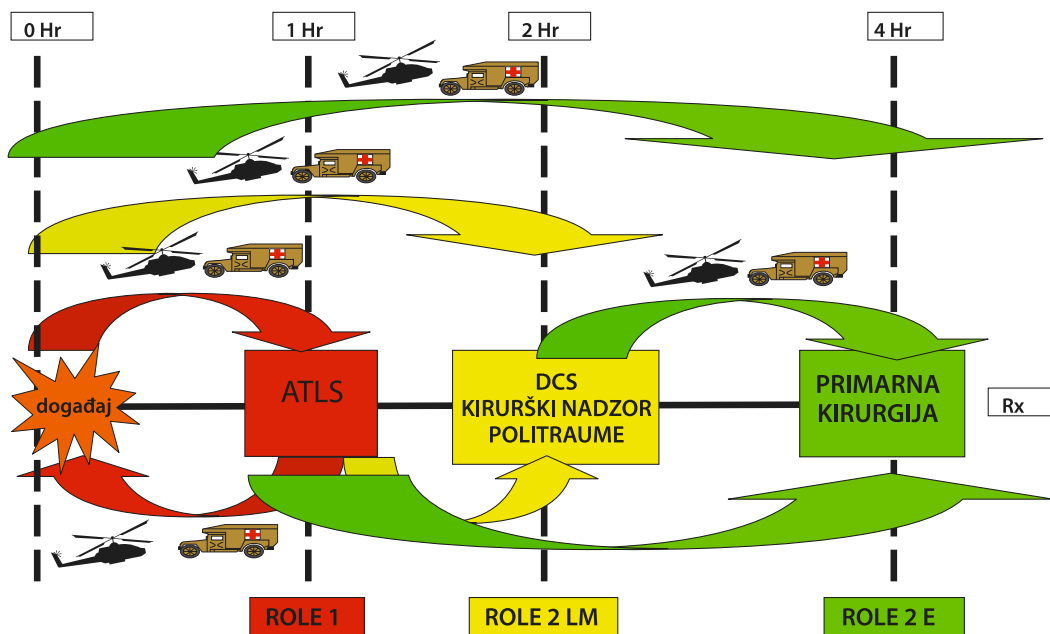 0 Hr
1 Hr
2 Hr
4 Hr
događaj
ATLS
DCS
KIRURŠKI NADZOR
POLITRAUME
PRIMARNA
KIRURGIJA
Rx
ROLE 1
ROLE 2 LM
ROLE 2 E